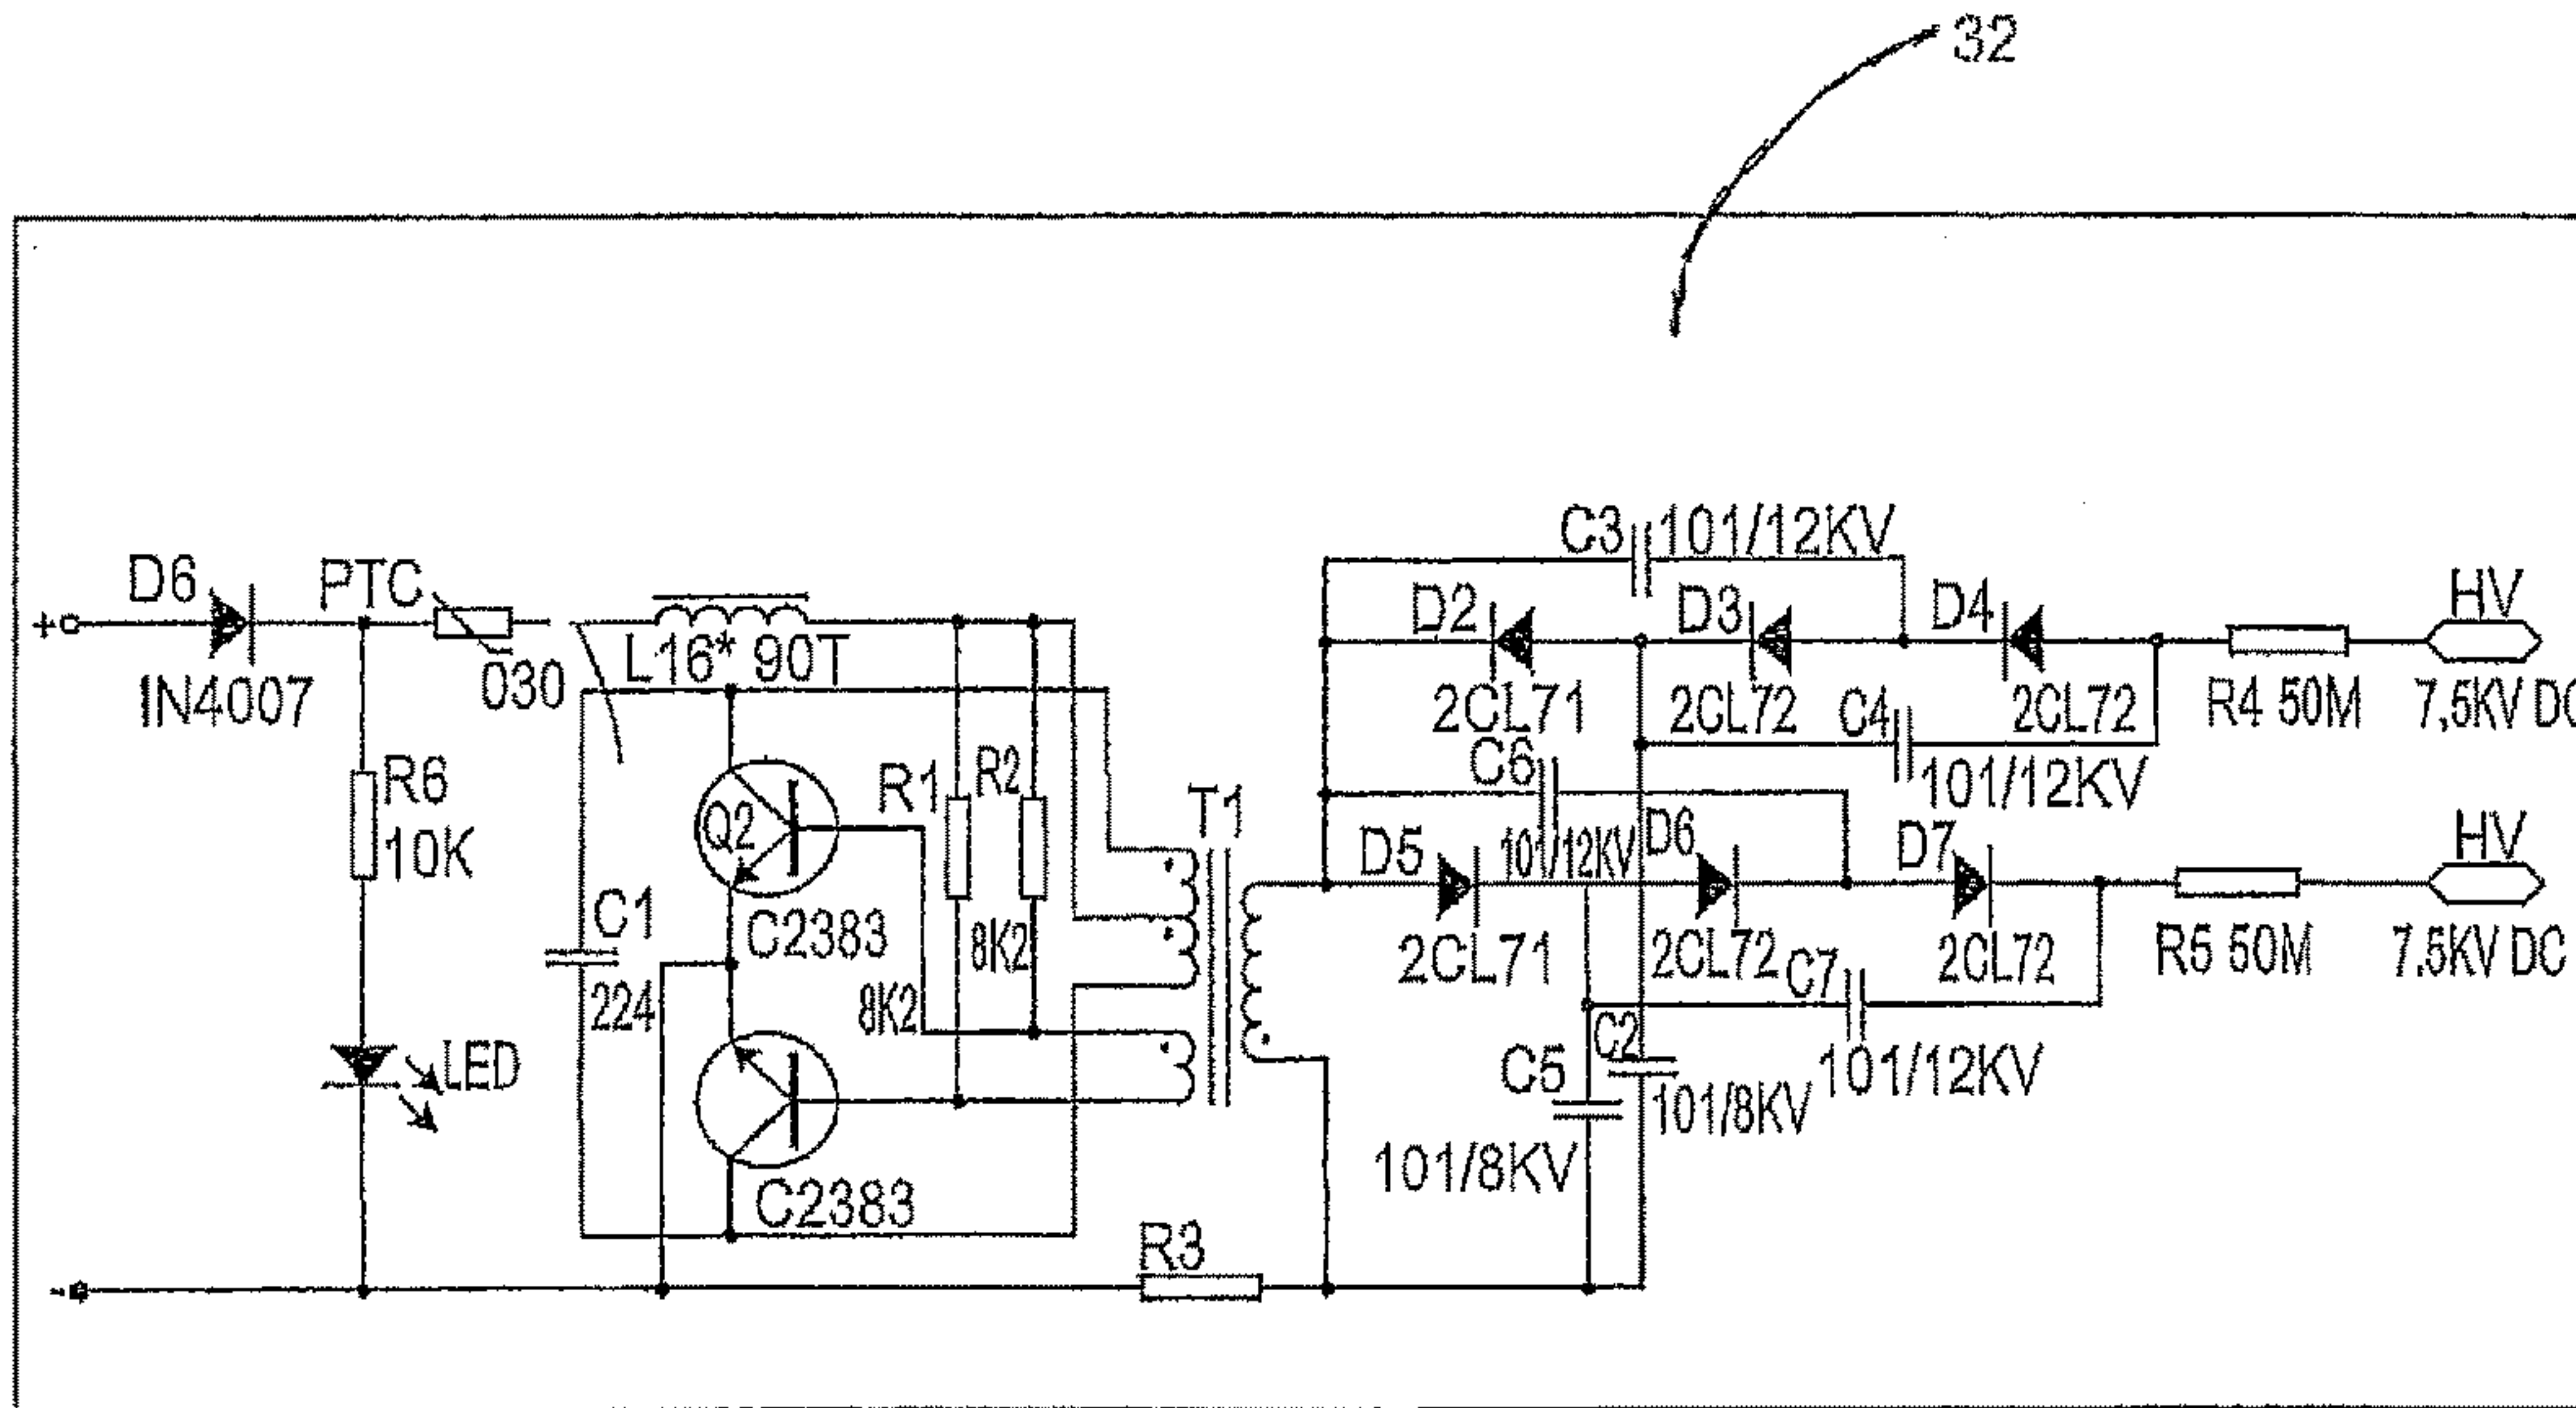 32
C3 101/12KV
D6 PTC D2 D3 D4 HV
+
L16* 90T
IN4007 030 2CL71 2CL72 C4 2CL72 R4 50M 7,5KV DC
C6
R6 R1 R2 T1 101/12KV
10K Q2 D5 101/12KV D6 D7 HV
C1 C2383 8K2 2CL71 2CL72 C7 2CL72 R5 50M 7.5KV DC
224 8K2
LED C5 C2 101/12KV
101/8KV
101/8KV
C2383
R3
-